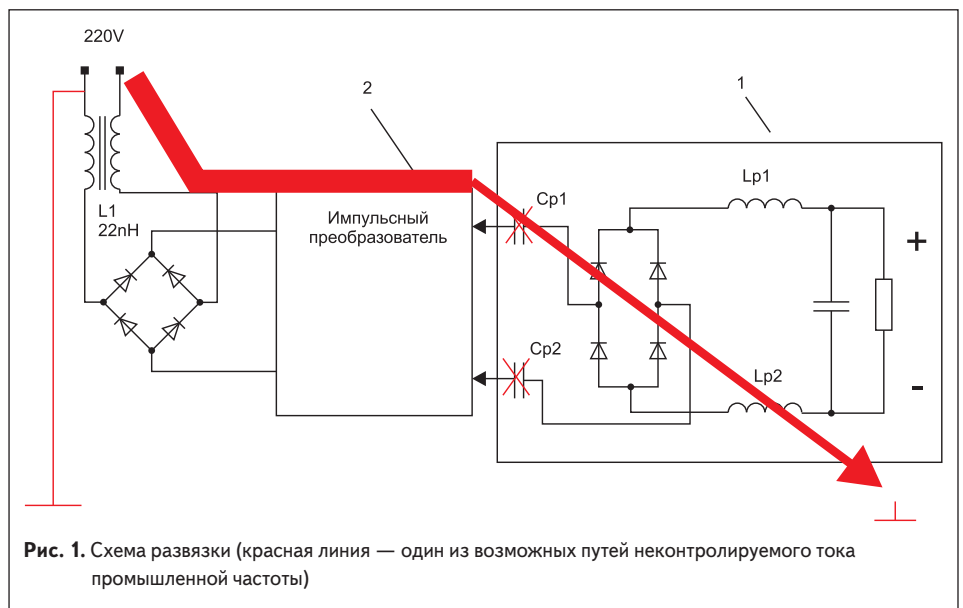 220V
2
1
Lp1
Cp1
L1
22nH
Импульсный
преобразователь
+
Cp2
Lp2
-
Рис. 1. Схема развязки (красная линия — один из возможных путей неконтролируемого тока
промышленной частоты)